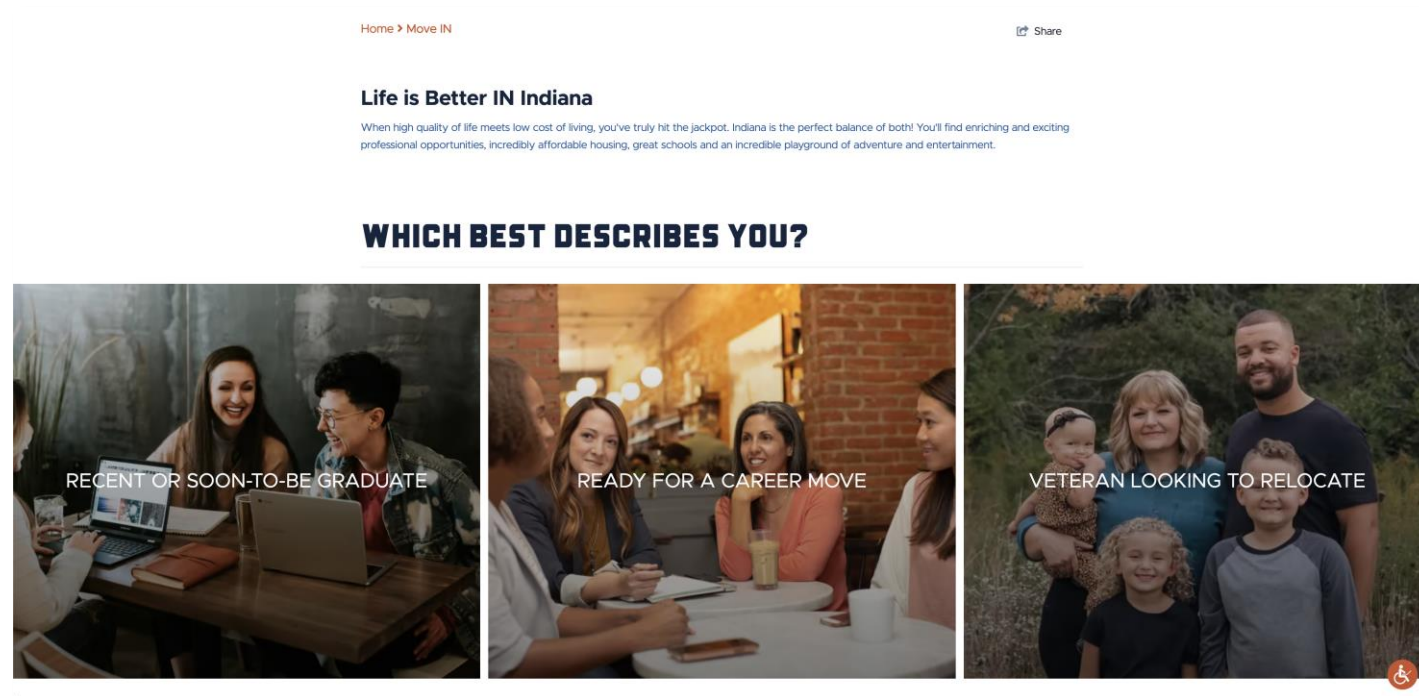 Home > Move IN
Share
Life is Better IN Indiana
When high quality of life meets low cost of living, you've truly hit the jackpot. Indiana is the perfect balance of both! You'll find enriching and exciting
professional opportunities, incredibly affordable housing, great schools and an incredible playground of adventure and entertainment.
WHICH BEST DESCRIBES YOU?
RECENT OR SOON-TO-BE GRADUATE
READY FOR A CAREER MOVE
VETERAN LOOKING TO RELOCATE